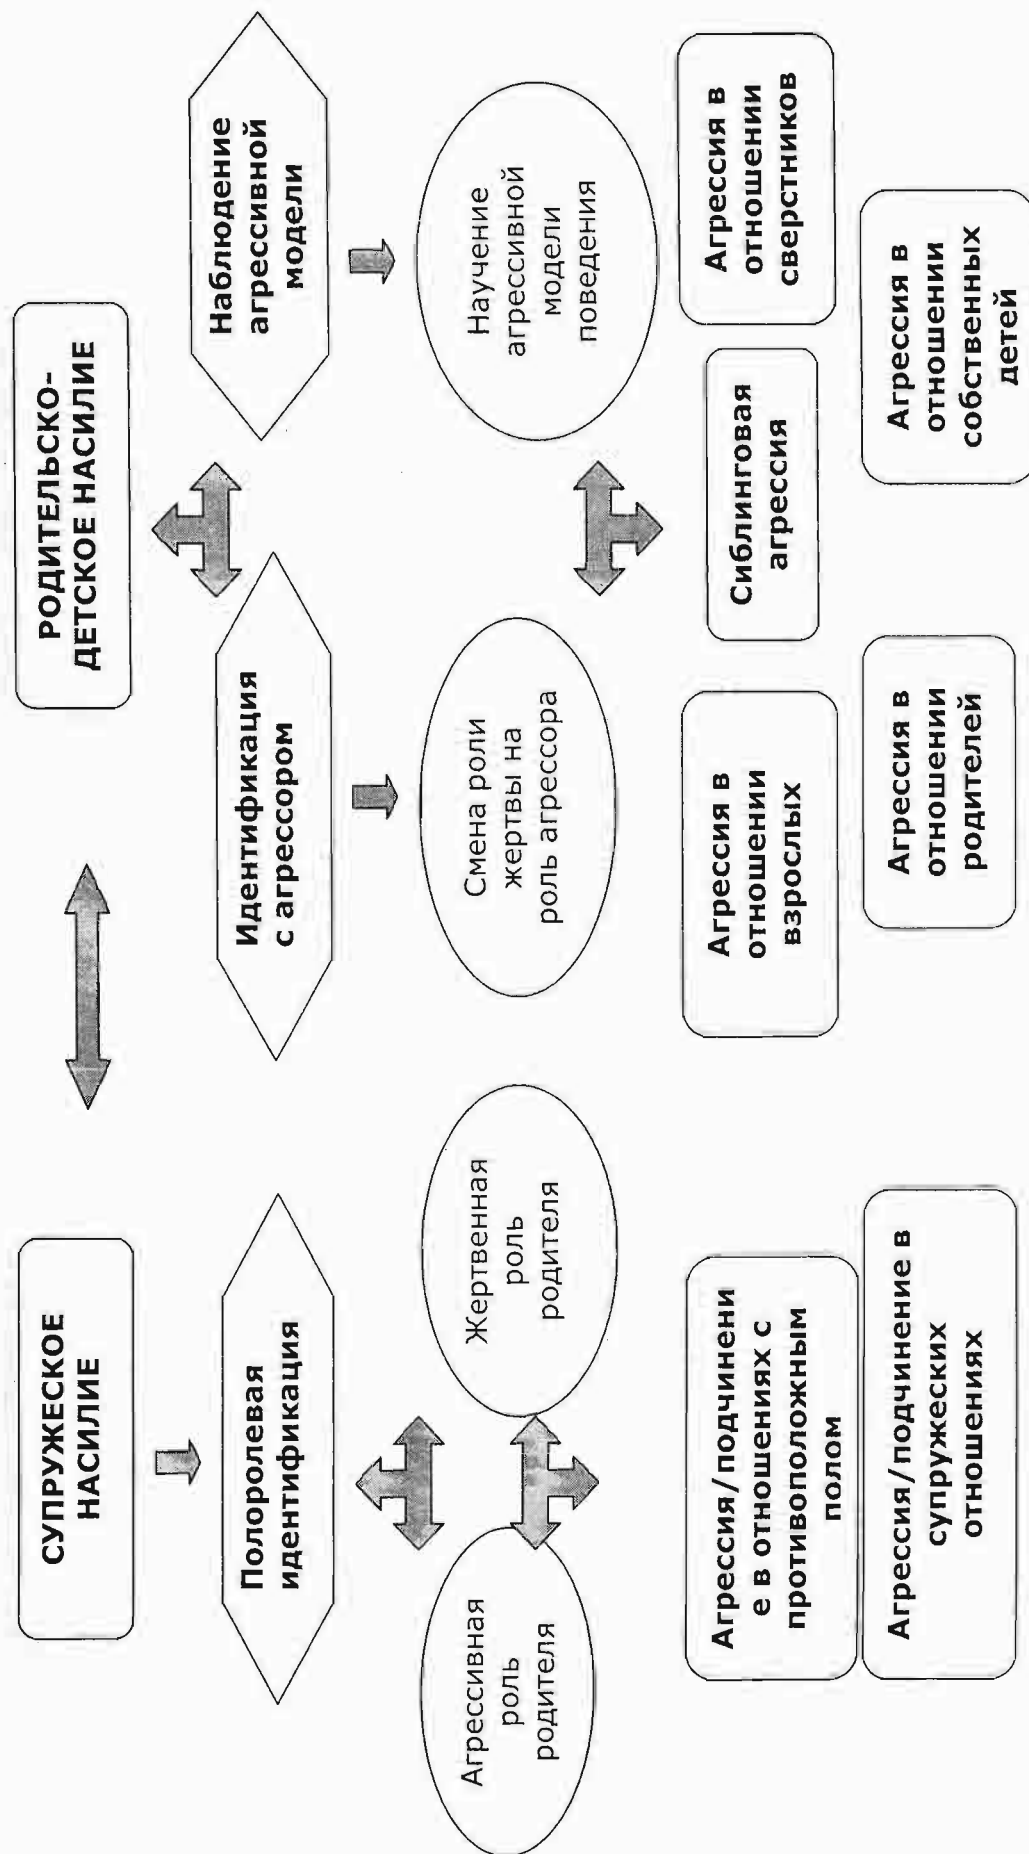 СУПРУЖЕСКОЕ
НАСИЛИЕ
РОДИТЕЛЬСКО-
ДЕТСКОЕ НАСИЛИЕ
Полоролевая
идентификация
Идентификация
с агрессором
Наблюдение
агрессивной
модели
Агрессивная
роль
родителя
Жертвенная
роль
родителя
Смена роли
жертвы на
роль агрессора
Научение
агрессивной
модели
поведения
Агрессия/подчинени
е в отношениях с
противоположным
полом
Агрессия в
отношении
взрослых
Сиблинговая
агрессия
Агрессия в
отношении
сверстников
Агрессия/подчинение в
супружеских
отношениях
Агрессия в
отношении
родителей
Агрессия в
отношении
собственных
детей